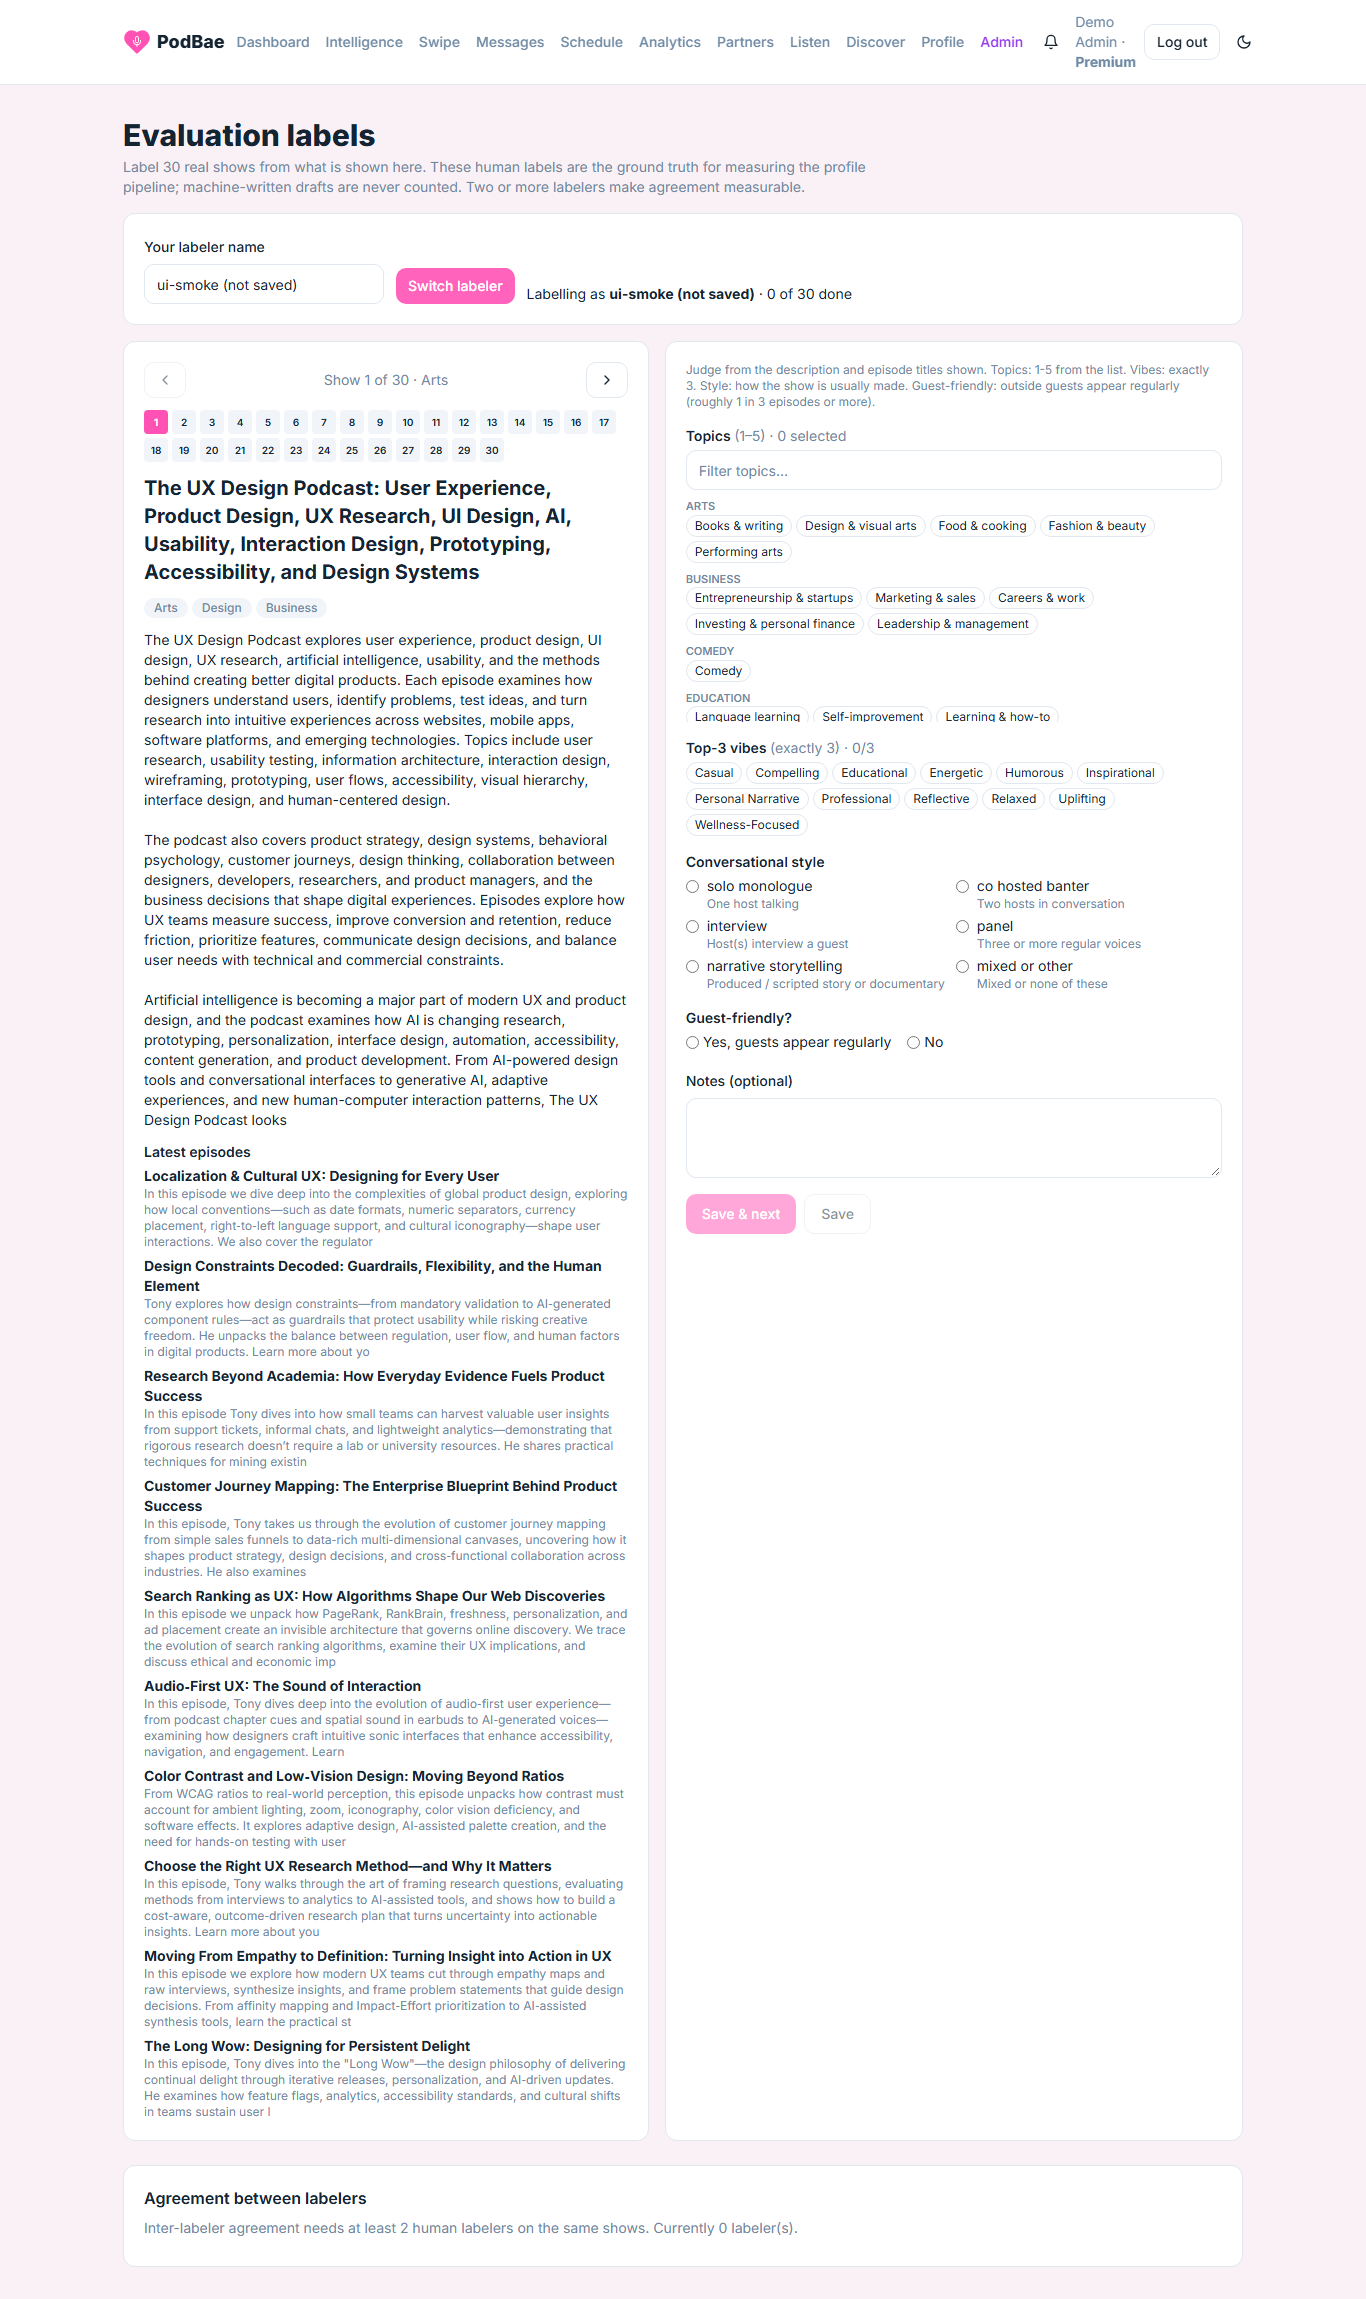 PodBae
Dashboard Intelligence Swipe Messages Schedule Analytics Partners Listen Discover Profile Admin
Demo
Admin ·
Premium
Log out
Evaluation labels
Label 30 real shows from what is shown here. These human labels are the ground truth for measuring the profile
pipeline; machine-written drafts are never counted. Two or more labelers make agreement measurable.
Your labeler name
ui-smoke (not saved)
Switch labeler
Labelling as ui-smoke (not saved) · 0 of 30 done
Show 1 of 30 · Arts
1 2 3 4 5 6 7 8 9 10 11 12 13 14 15 16 17
18 19 20 21 22 23 24 25 26 27 28 29 30
The UX Design Podcast: User Experience,
Product Design, UX Research, UI Design, AI,
Usability, Interaction Design, Prototyping,
Accessibility, and Design Systems
Arts Design Business
The UX Design Podcast explores user experience, product design, UI
design, UX research, artificial intelligence, usability, and the methods
behind creating better digital products. Each episode examines how
designers understand users, identify problems, test ideas, and turn
research into intuitive experiences across websites, mobile apps,
software platforms, and emerging technologies. Topics include user
research, usability testing, information architecture, interaction design,
wireframing, prototyping, user flows, accessibility, visual hierarchy,
interface design, and human-centered design.
The podcast also covers product strategy, design systems, behavioral
psychology, customer journeys, design thinking, collaboration between
designers, developers, researchers, and product managers, and the
business decisions that shape digital experiences. Episodes explore how
UX teams measure success, improve conversion and retention, reduce
friction, prioritize features, communicate design decisions, and balance
user needs with technical and commercial constraints.
Artificial intelligence is becoming a major part of modern UX and product
design, and the podcast examines how AI is changing research,
prototyping, personalization, interface design, automation, accessibility,
content generation, and product development. From AI-powered design
tools and conversational interfaces to generative AI, adaptive
experiences, and new human-computer interaction patterns, The UX
Design Podcast looks
Latest episodes
Localization & Cultural UX: Designing for Every User
In this episode we dive deep into the complexities of global product design, exploring
how local conventions—such as date formats, numeric separators, currency
placement, right-to-left language support, and cultural iconography—shape user
interactions. We also cover the regulator
Design Constraints Decoded: Guardrails, Flexibility, and the Human
Element
Tony explores how design constraints—from mandatory validation to AI-generated
component rules—act as guardrails that protect usability while risking creative
freedom. He unpacks the balance between regulation, user flow, and human factors
in digital products. Learn more about yo
Research Beyond Academia: How Everyday Evidence Fuels Product
Success
In this episode Tony dives into how small teams can harvest valuable user insights
from support tickets, informal chats, and lightweight analytics—demonstrating that
rigorous research doesn't require a lab or university resources. He shares practical
techniques for mining existin
Customer Journey Mapping: The Enterprise Blueprint Behind Product
Success
In this episode, Tony takes us through the evolution of customer journey mapping
from simple sales funnels to data-rich multi-dimensional canvases, uncovering how it
shapes product strategy, design decisions, and cross-functional collaboration across
industries. He also examines
Search Ranking as UX: How Algorithms Shape Our Web Discoveries
In this episode we unpack how PageRank, RankBrain, freshness, personalization, and
ad placement create an invisible architecture that governs online discovery. We trace
the evolution of search ranking algorithms, examine their UX implications, and
discuss ethical and economic imp
Audio-First UX: The Sound of Interaction
In this episode, Tony dives deep into the evolution of audio-first user experience—
from podcast chapter cues and spatial sound in earbuds to AI-generated voices—
examining how designers craft intuitive sonic interfaces that enhance accessibility,
navigation, and engagement. Learn
Color Contrast and Low-Vision Design: Moving Beyond Ratios
From WCAG ratios to real-world perception, this episode unpacks how contrast must
account for ambient lighting, zoom, iconography, color vision deficiency, and
software effects. It explores adaptive design, AI-assisted palette creation, and the
need for hands-on testing with user
Choose the Right UX Research Method—and Why It Matters
In this episode, Tony walks through the art of framing research questions, evaluating
methods from interviews to analytics to AI-assisted tools, and shows how to build a
cost-aware, outcome-driven research plan that turns uncertainty into actionable
insights. Learn more about you
Moving From Empathy to Definition: Turning Insight into Action in UX
In this episode we explore how modern UX teams cut through empathy maps and
raw interviews, synthesize insights, and frame problem statements that guide design
decisions. From affinity mapping and Impact-Effort prioritization to AI-assisted
synthesis tools, learn the practical st
The Long Wow: Designing for Persistent Delight
In this episode, Tony dives into the "Long Wow"—the design philosophy of delivering
continual delight through iterative releases, personalization, and AI-driven updates.
He examines how feature flags, analytics, accessibility standards, and cultural shifts
in teams sustain user l
Judge from the description and episode titles shown. Topics: 1-5 from the list. Vibes: exactly
3. Style: how the show is usually made. Guest-friendly: outside guests appear regularly
(roughly 1 in 3 episodes or more).
Topics (1–5) · 0 selected
Filter topics...
ARTS
Books & writing Design & visual arts Food & cooking Fashion & beauty
Performing arts
BUSINESS
Entrepreneurship & startups Marketing & sales Careers & work
Investing & personal finance Leadership & management
COMEDY
Comedy
EDUCATION
Language learning Self-improvement Learning & how-to
Top-3 vibes (exactly 3) · 0/3
Casual Compelling Educational Energetic Humorous Inspirational
Personal Narrative Professional Reflective Relaxed Uplifting
Wellness-Focused
Conversational style
solo monologue
One host talking
co hosted banter
Two hosts in conversation
interview
Host(s) interview a guest
panel
Three or more regular voices
narrative storytelling
Produced / scripted story or documentary
mixed or other
Mixed or none of these
Guest-friendly?
Yes, guests appear regularly No
Notes (optional)
Save & next Save
Agreement between labelers
Inter-labeler agreement needs at least 2 human labelers on the same shows. Currently 0 labeler(s).